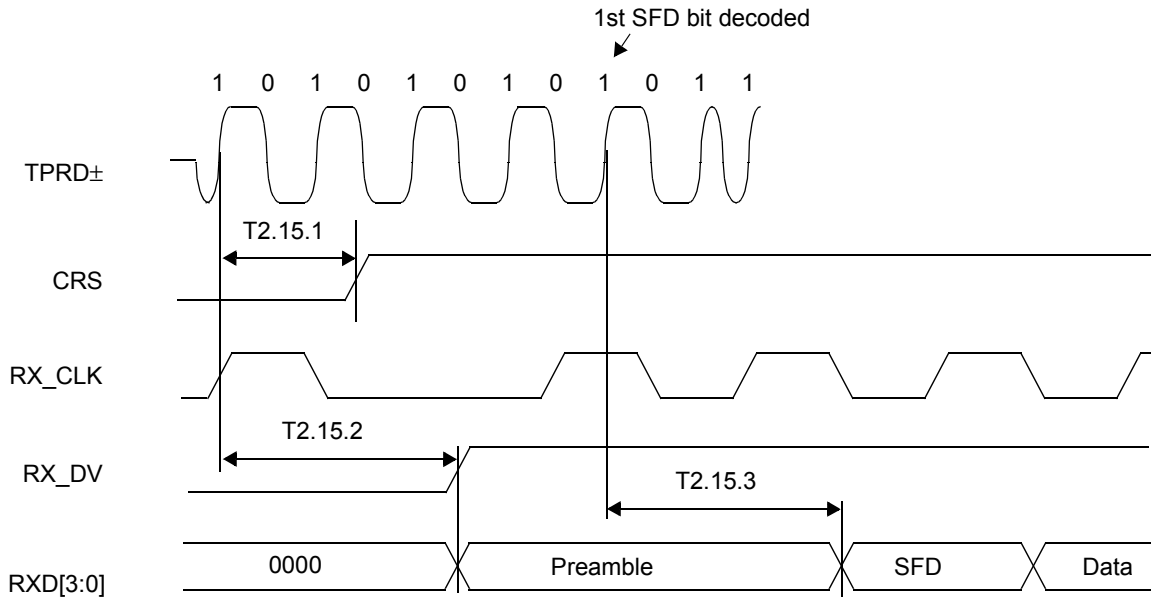 1st SFD bit decoded
1 0 1 0 1 0 1 0 1 0 1 1
TPRD±
T2.15.1
CRS
RX_CLK
T2.15.2
RX_DV
T2.15.3
RXD[3:0]
0000 Preamble SFD Data